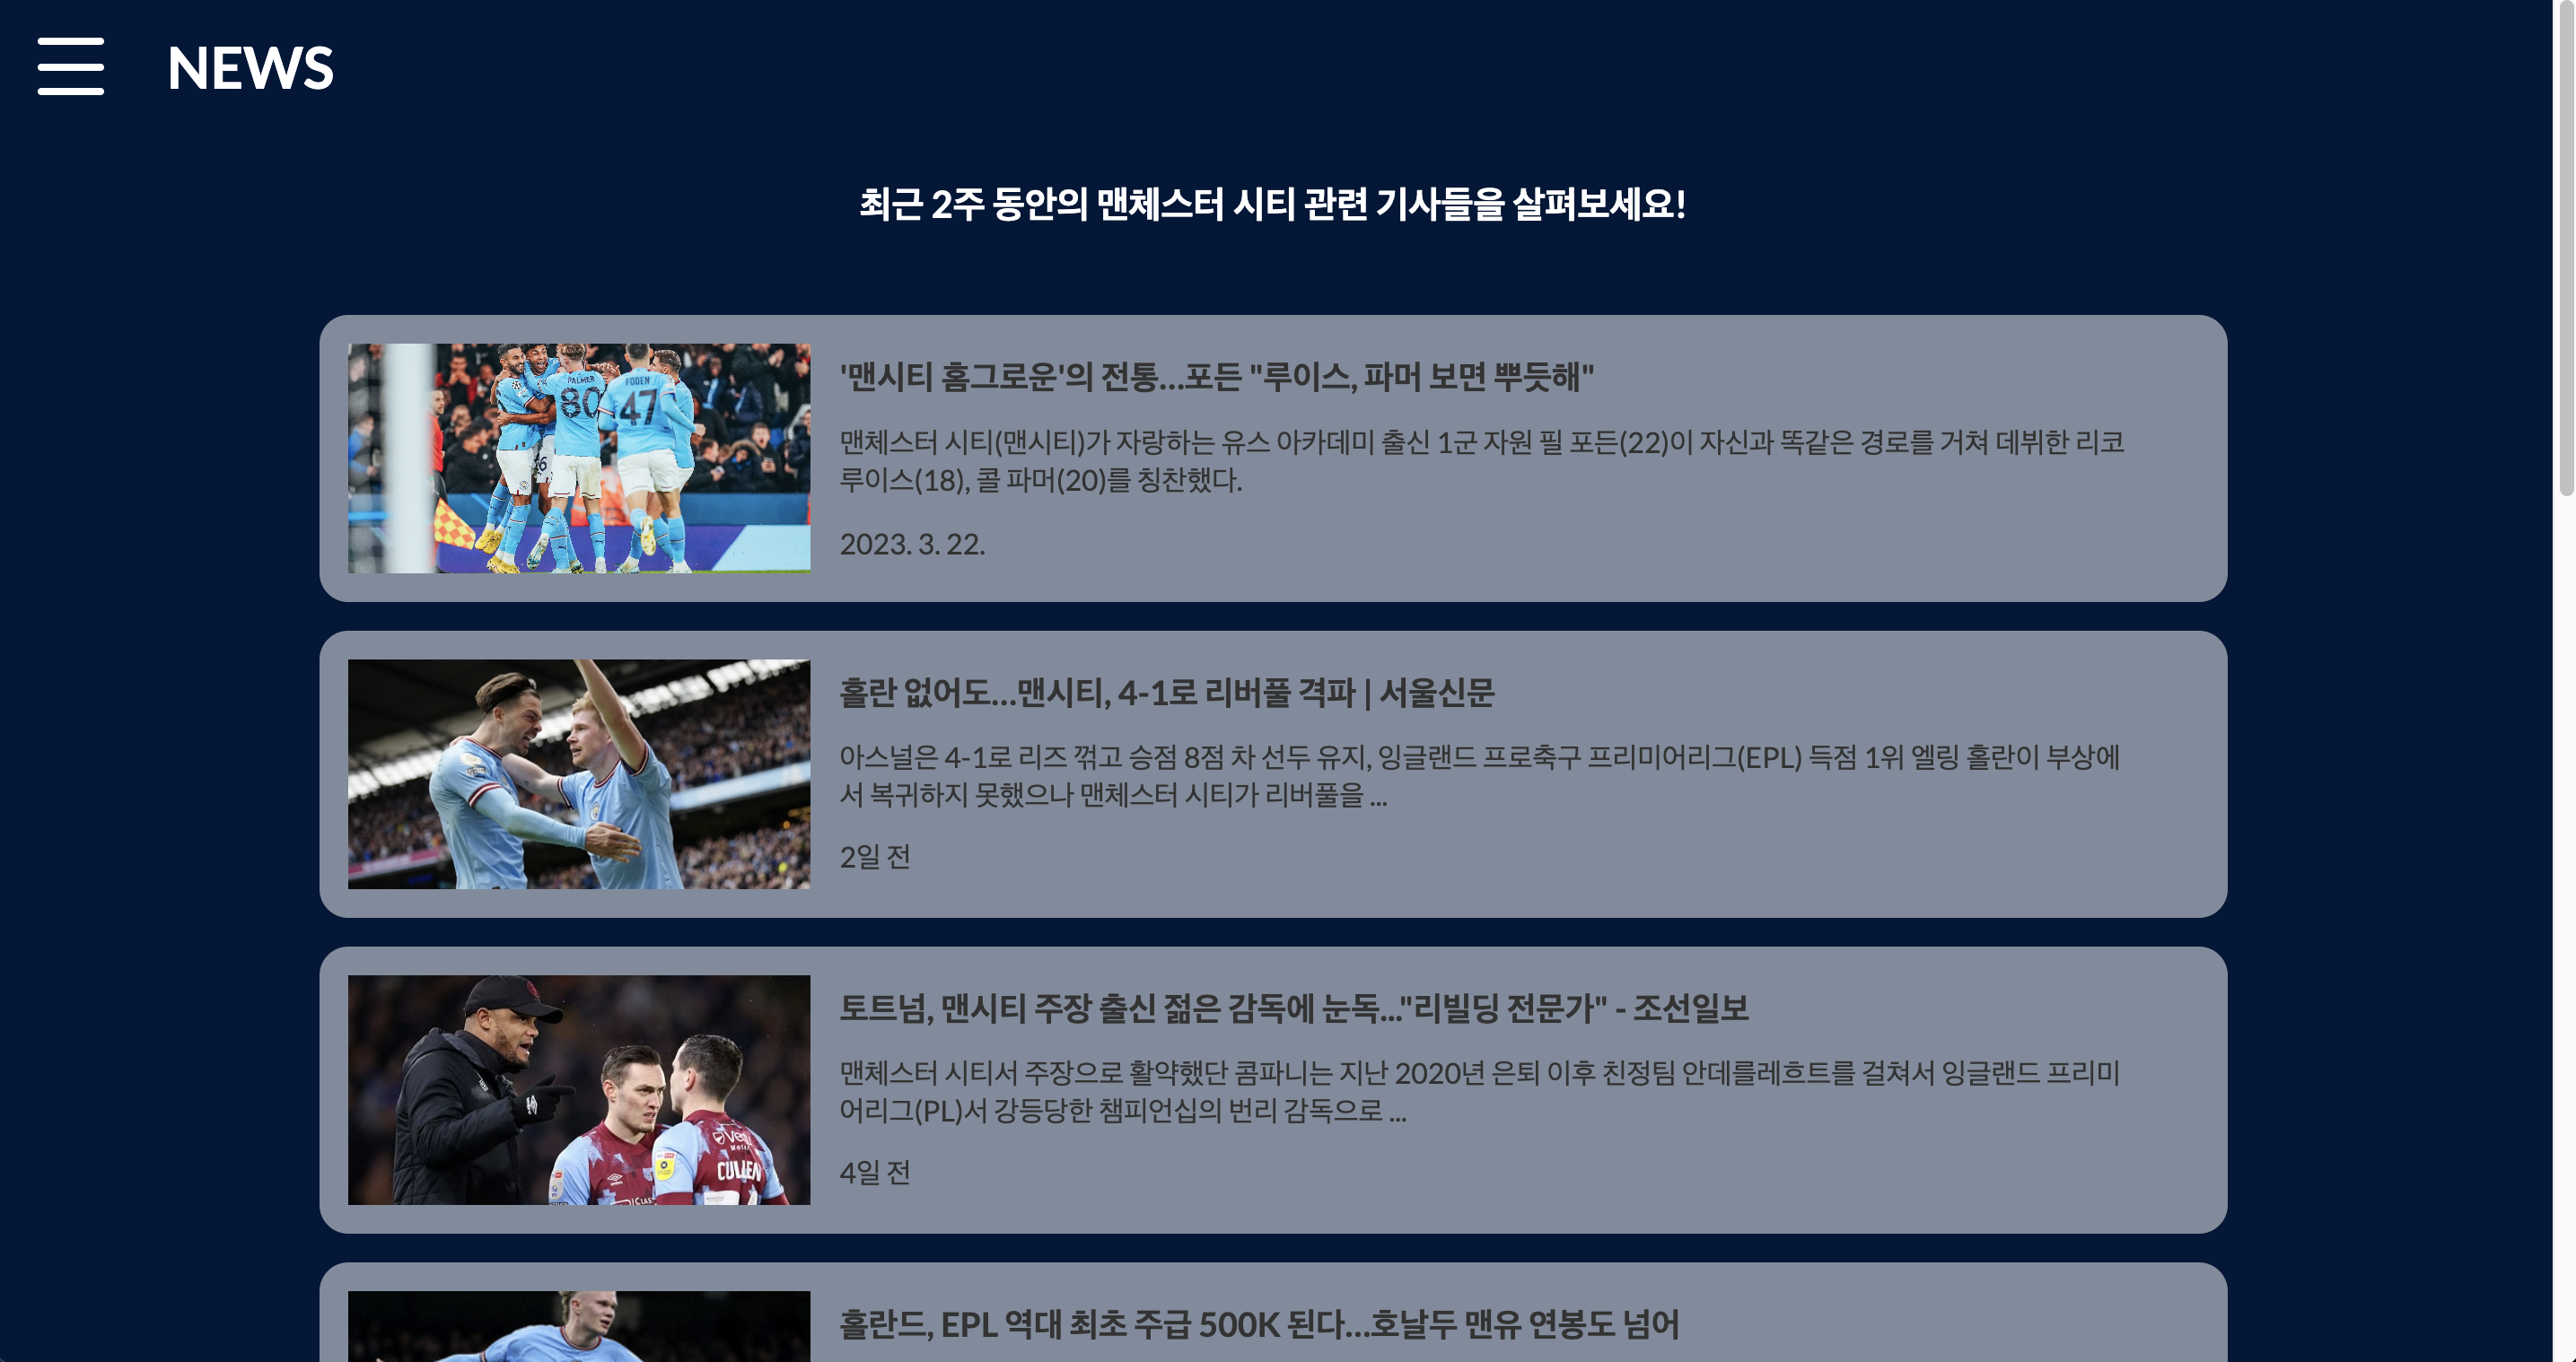 NEWS
최근 2주 동안의 맨체스터 시티 관련 기사들을 살펴보세요!
PALMER
FODEN
80
47
'맨시티 홈그로운'의 전통...포든 "루이스, 파머 보면 뿌듯해"
맨체스터 시티(맨시티)가 자랑하는 유스 아카데미 출신 1군 자원 필 포든(22)이 자신과 똑같은 경로를 거쳐 데뷔한 리코
루이스(18), 콜 파머(20)를 칭찬했다.
2023. 3. 22.
홀란 없어도...맨시티, 4-1로 리버풀 격파 | 서울신문
아스널은 4-1로 리즈 꺾고 승점 8점 차 선두 유지, 잉글랜드 프로축구 프리미어리그(EPL) 득점 1위 엘링 홀란이 부상에
서 복귀하지 못했으나 맨체스터 시티가 리버풀을 ...
2일 전
토트넘, 맨시티 주장 출신 젊은 감독에 눈독..."리빌딩 전문가" - 조선일보
맨체스터 시티서 주장으로 활약했단 콤파니는 지난 2020년 은퇴 이후 친정팀 안데를레흐트를 걸쳐서 잉글랜드 프리미
어리그(PL)서 강등당한 챔피언십의 번리 감독으로 ...
4일 전
CULLEN
홀란드, EPL 역대 최초 주급 500K 된다...호날두 맨유 연봉도 넘어